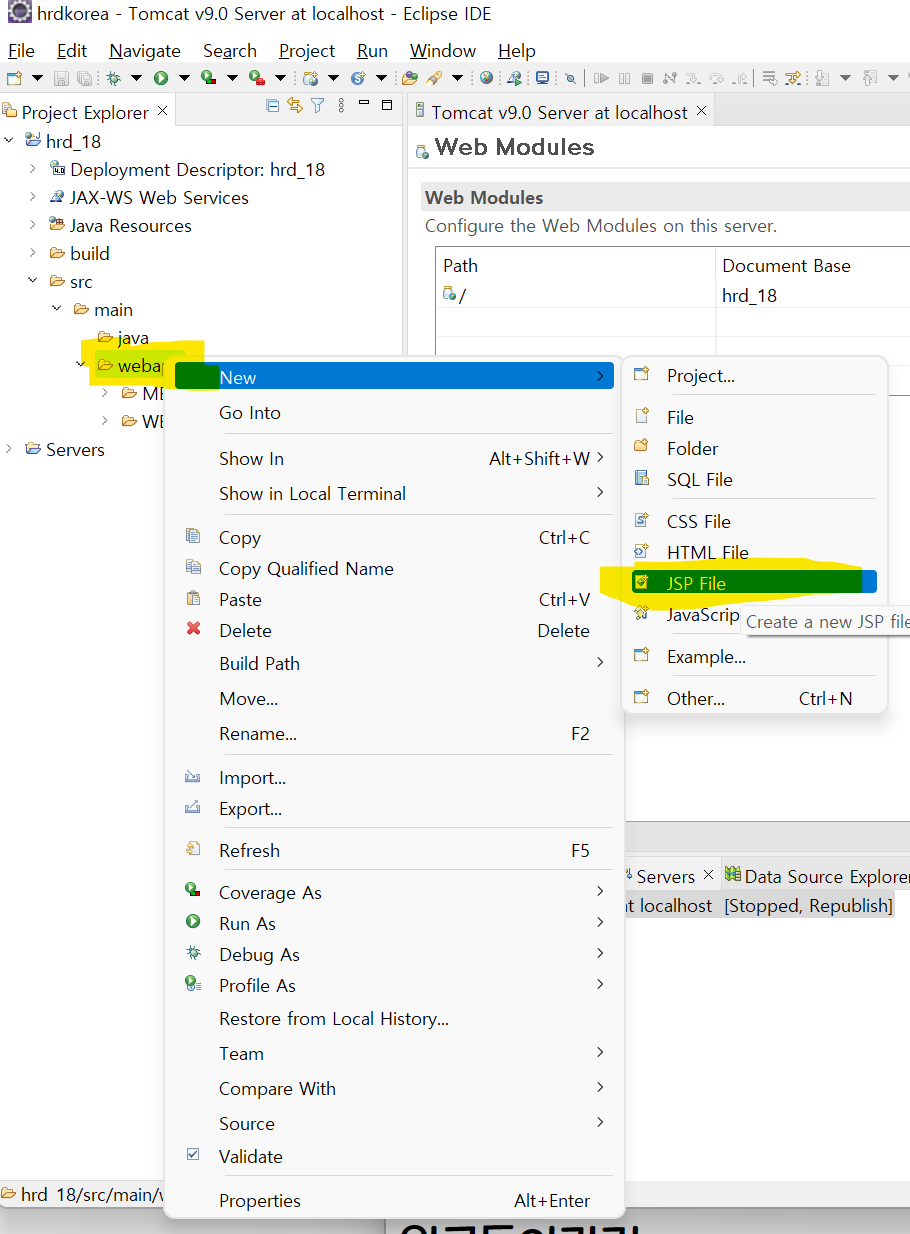 hrdkorea - Tomcat v9.0 Server at localhost - Eclipse IDE
File Edit Navigate Search Project Run Window Help
Project Explorer
hrd_18
Deployment Descriptor: hrd_18
JAX-WS Web Services
Java Resources
build
src
main
java
Servers
Tomcat v9.0 Server at localhost
Web Modules
Web Modules
Configure the Web Modules on this server.
Path Document Base
/ hrd_18
New
Go Into
Show In Alt+Shift+W
Show in Local Terminal
Copy Ctrl+C
Copy Qualified Name
Paste Ctrl+V
Delete Delete
Build Path
Move...
Rename... F2
Import...
Export...
Refresh F5
Coverage As
Run As
Debug As
Profile As
Restore from Local History...
Team
Compare With
Source
Validate
Properties Alt+Enter
Project...
File
Folder
SQL File
CSS File
HTML File
JSP File
Create a new JSP file
Example...
Other... Ctrl+N
Servers Data Source Explorer
localhost [Stopped, Republish]
hrd_18/src/main/